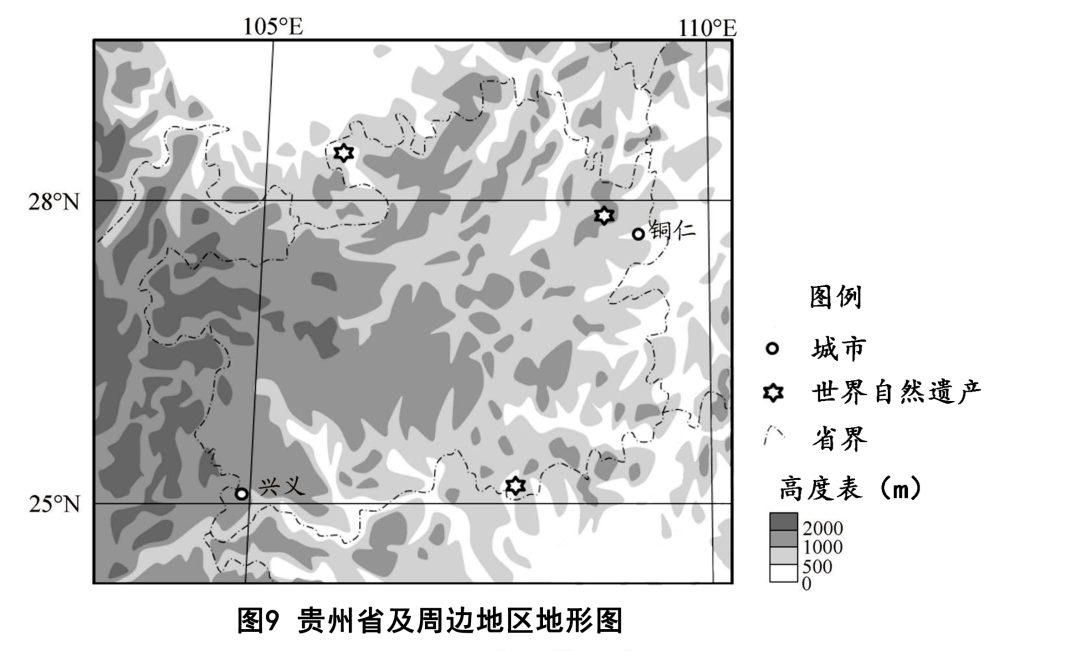 105°E
110°E
28°N
铜仁
兴义
25°N
图例
城市
世界自然遗产
省界
高度表（m）
2000
1000
500
0
图9 贵州省及周边地区地形图